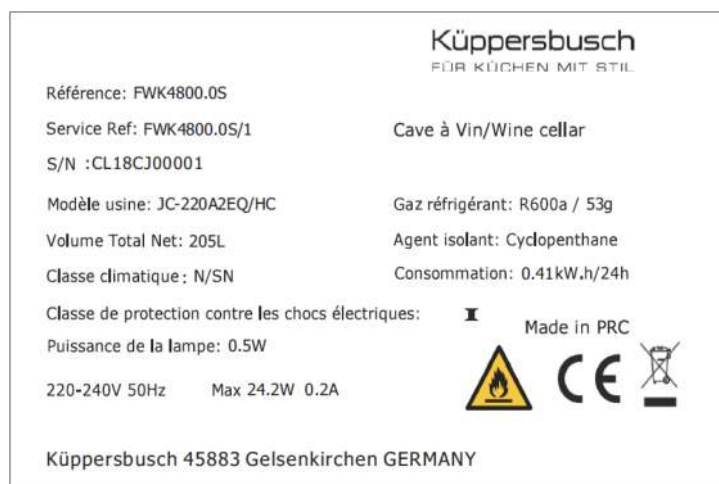 Küppersbusch
FÜR KÜCHEN MIT STIL
Référence: FWK4800.0S
Service Ref: FWK4800.0S/1
Cave à Vin/Wine cellar
S/N :CL18CJ00001
Modèle usine: JC-220A2EQ/HC
Gaz réfrigérant: R600a / 53g
Volume Total Net: 205L
Agent isolant: Cyclopenthane
Classe climatique: N/SN
Consommation: 0.41kW.h/24h
Classe de protection contre les chocs électriques: I
Made in PRC
Puissance de la lampe: 0.5W
CE
220-240V 50Hz Max 24.2W 0.2A
Küppersbusch 45883 Gelsenkirchen GERMANY